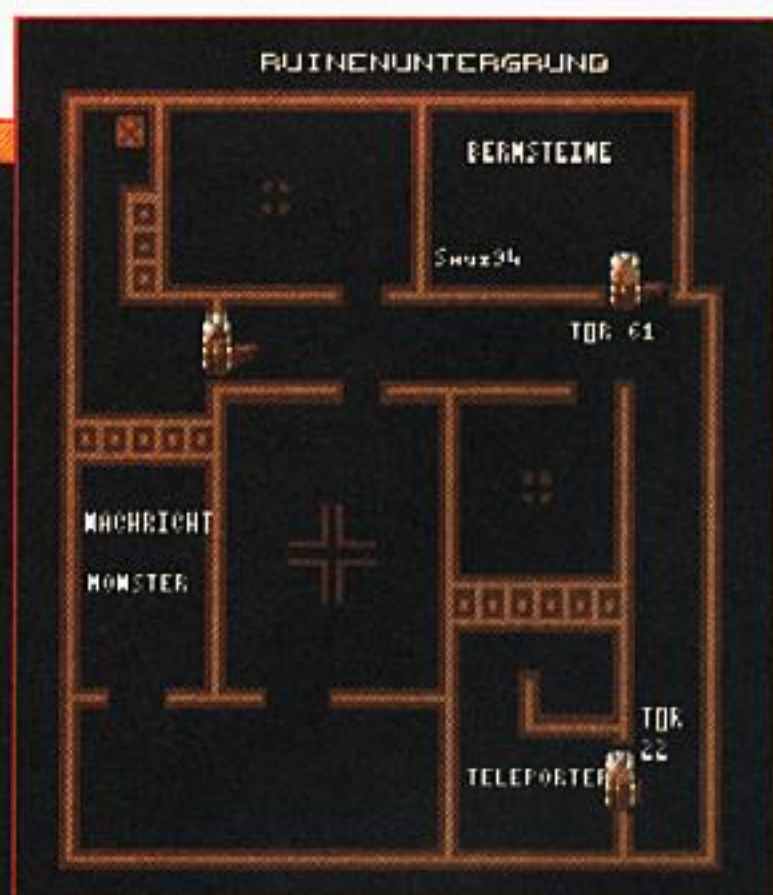 RUINENUNTERGRUND
BERNSTEINE
TOR 61
NACHRICHT
MONSTER
TOR
22
TELEPORTER